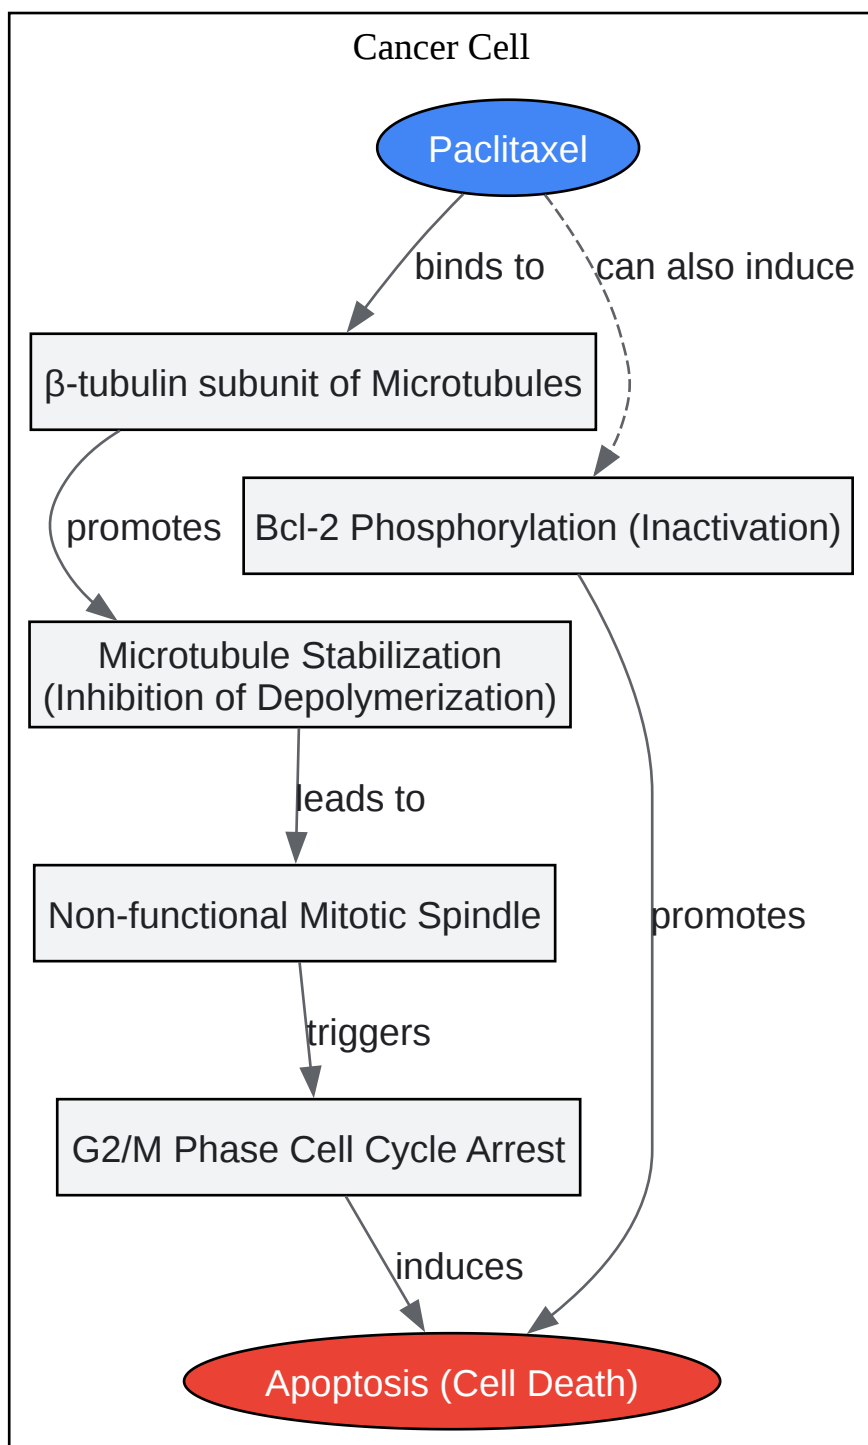 Cancer Cell
Paclitaxel
binds to
can also induce
β-tubulin subunit of Microtubules
promotes
Bcl-2 Phosphorylation (Inactivation)
Microtubule Stabilization
(Inhibition of Depolymerization)
leads to
Non-functional Mitotic Spindle
promotes
triggers
G2/M Phase Cell Cycle Arrest
induces
Apoptosis (Cell Death)